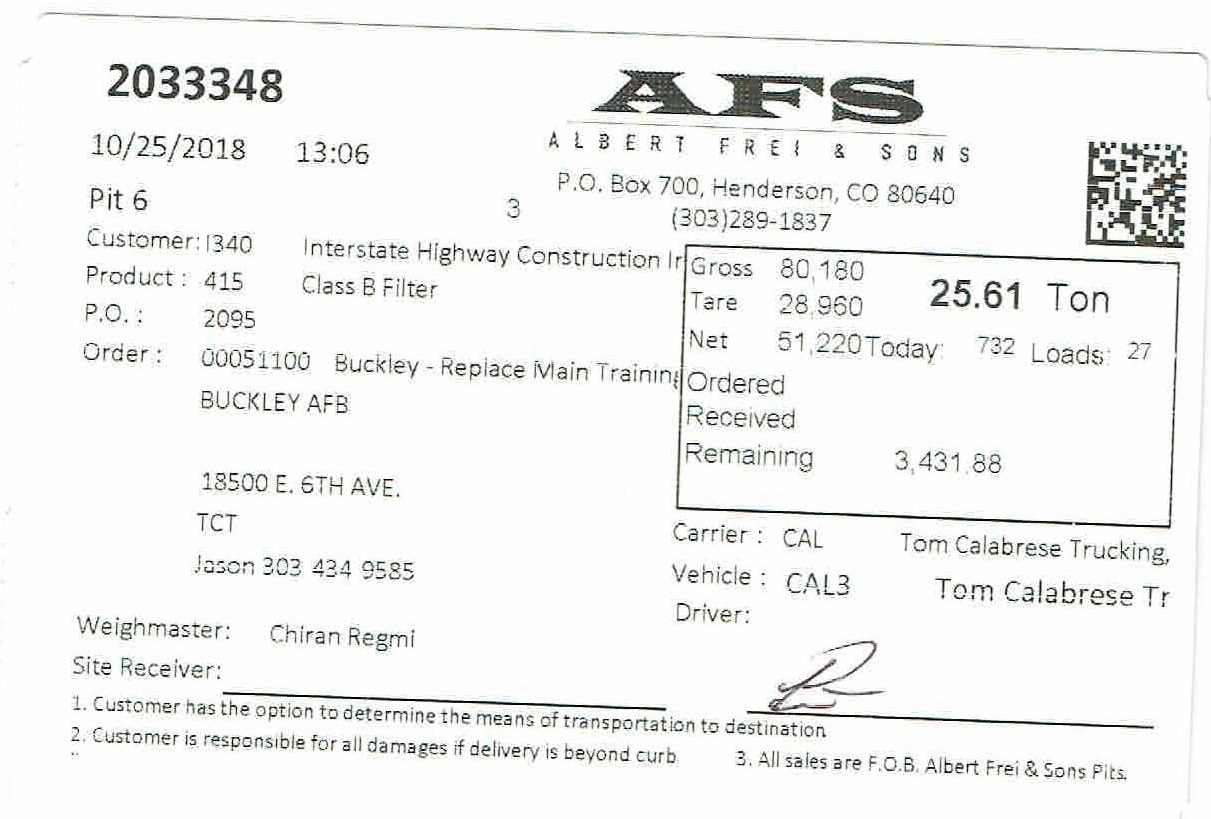 2033348
AFS
ALBERT FREI & SONS
10/25/2018 13:06
P.O. Box 700, Henderson, CO 80640
(303)289-1837
Pit 6 3
Customer: I340 Interstate Highway Construction Ir
Product : 415 Class B Filter
P.O. : 2095
Order : 00051100 Buckley - Replace Main Training
BUCKLEY AFB
18500 E. 6TH AVE.
TCT
Jason 303 434 9585
Gross 80,180
Tare 28,960
25.61 Ton
Net 51,220 Today: 732 Loads: 27
Ordered
Received
Remaining 3,431.88
Carrier : CAL Tom Calabrese Trucking,
Vehicle : CAL3 Tom Calabrese Tr
Driver:
Weighmaster: Chiran Regmi
Site Receiver:
1. Customer has the option to determine the means of transportation to destination
2. Customer is responsible for all damages if delivery is beyond curb
3. All sales are F.O.B. Albert Frei & Sons Pits.